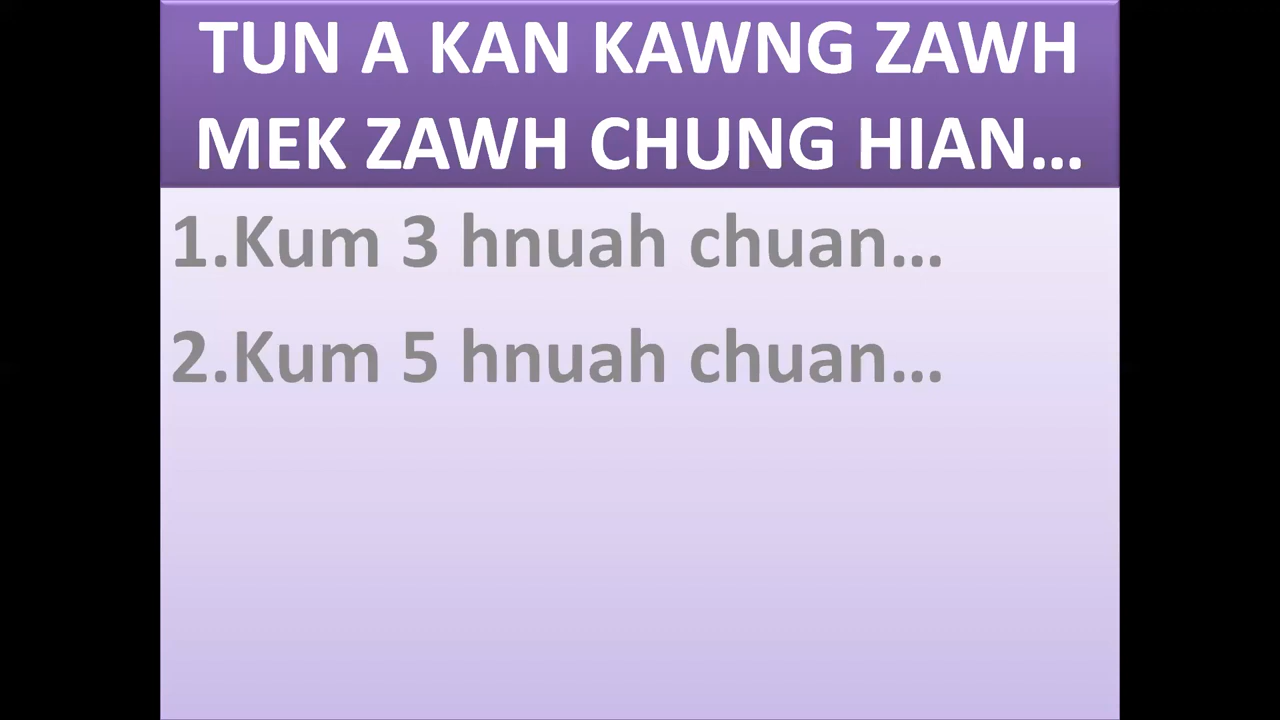 TUN A KAN KAWNG ZAWH
MEK ZAWH CHUNG HIAN…
1.Kum 3 hnuah chuan…
2.Kum 5 hnuah chuan…